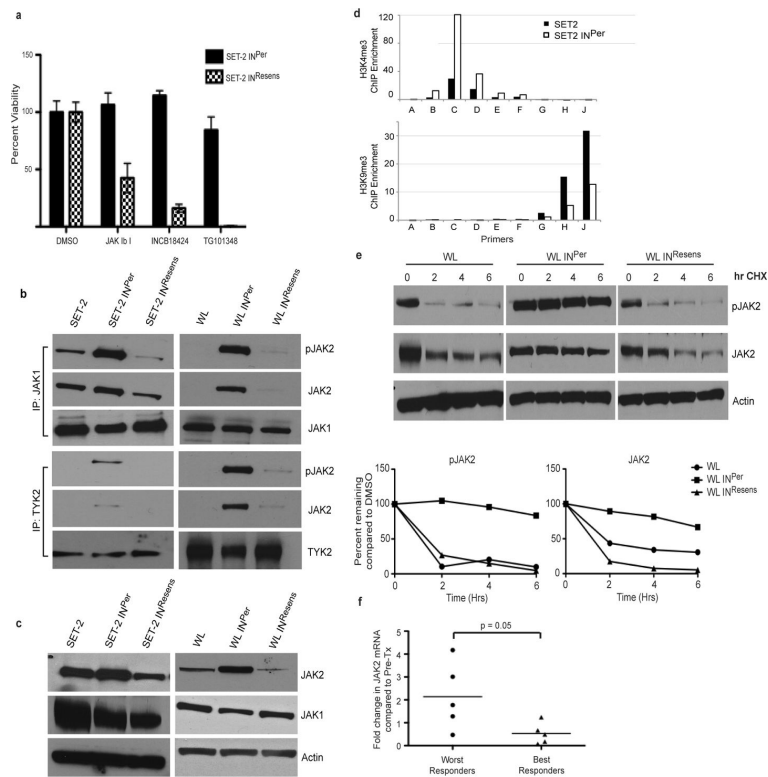 a
SET-2 IN^Per
SET-2 IN^Resens
Percent Viability
150
100
50
DMSO
JAK Ib I
INCB18424
TG101348
b
SET-2
SET-2 IN^Per
SET-2 IN^Resens
WL
WL IN^Per
WL IN^Resens
IP: JAK1
pJAK2
JAK2
JAK1
IP: TYK2
pJAK2
JAK2
TYK2
c
SET-2
SET-2 IN^Per
SET-2 IN^Resens
WL
WL IN^Per
WL IN^Resens
JAK2
JAK1
Actin
d
SET2
SET2 IN^Per
H3K4me3
ChIP Enrichment
120
80
40
0
A B C D E F G H J
H3K9me3
ChIP Enrichment
40
30
20
10
0
A B C D E F G H J
Primers
e
WL
WL IN^Per
WL IN^Resens
0 2 4 6
0 2 4 6
0 2 4 6
hr CHX
pJAK2
JAK2
Actin
pJAK2
JAK2
WL
WL IN^Per
WL IN^Resens
Percent remaining
compared to DMSO
150
100
50
0
0 2 4 6
Time (Hrs)
150
100
50
0
0 2 4 6
Time (Hrs)
f
p = 0.05
Fold change in JAK2 mRNA
compared to Pre-Tx
5
4
3
2
1
0
Worst
Responders
Best
Responders